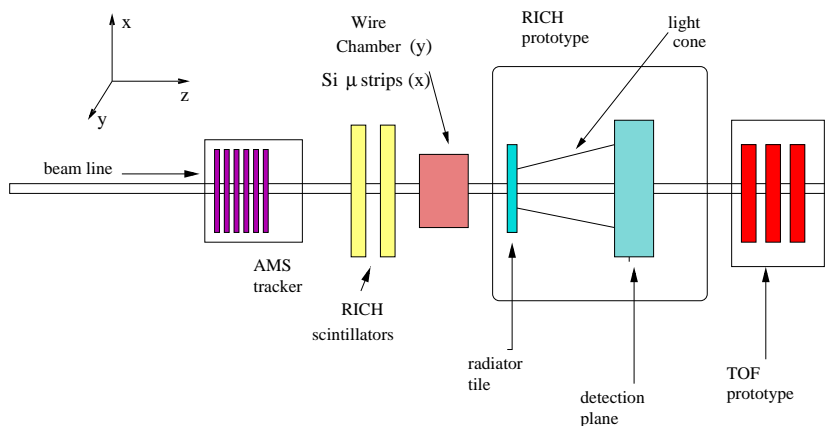 x
z
y
Wire
Chamber (y)
Si μ strips (x)
RICH
prototype
light
cone
beam line
AMS
tracker
RICH
scintillators
radiator
tile
detection
plane
TOF
prototype